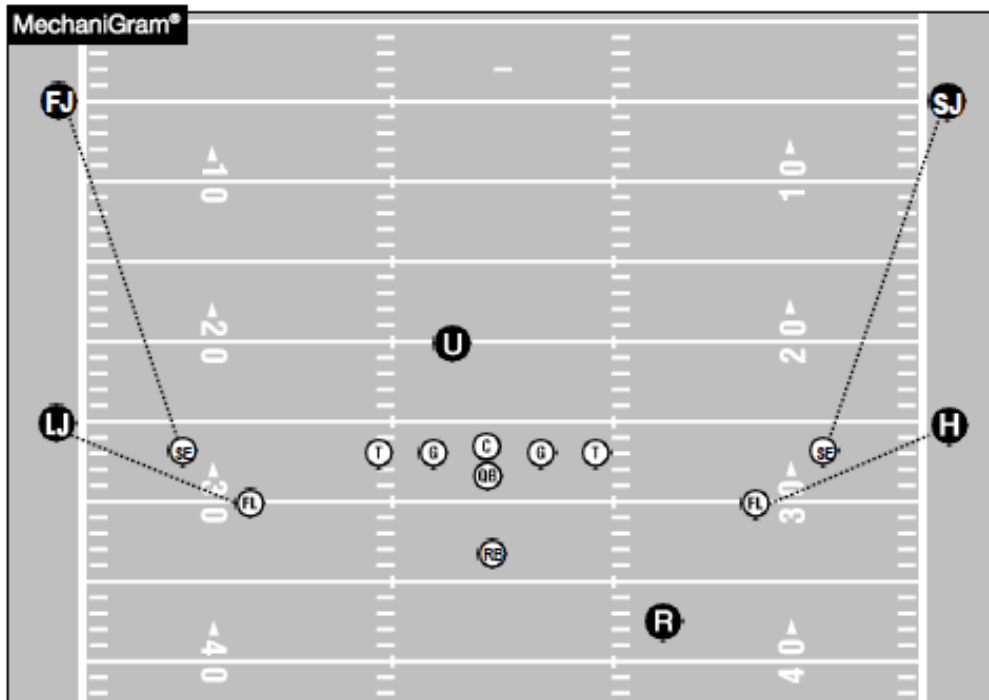 MechaniGram®
FJ SJ
10 10
20 20
U
LJ H
SE T G C G T SE
QB
30 FL FL 30
RB
R
40 40